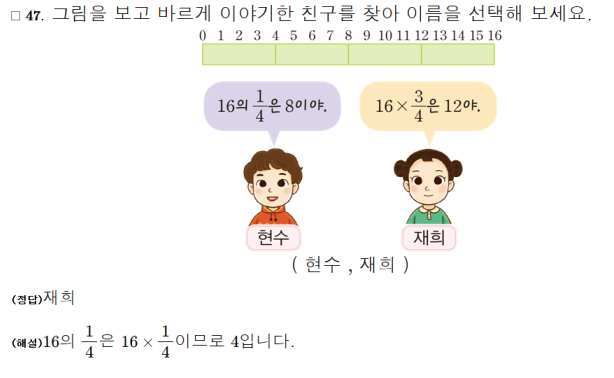 □ 47. 그림을 보고 바르게 이야기한 친구를 찾아 이름을 선택해 보세요.
0 1 2 3 4 5 6 7 8 9 10 11 12 13 14 15 16
16의 1/4은 8이야.
16×3/4은 12야.
현수
재희
( 현수 , 재희 )
(정답)재희
(해설)16의 1/4은 16 × 1/4이므로 4입니다.